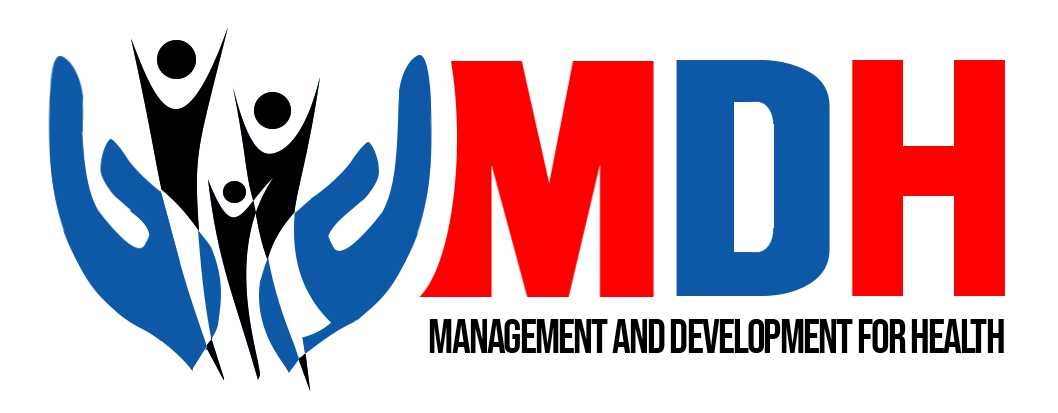 MDH
MANAGEMENT AND DEVELOPMENT FOR HEALTH